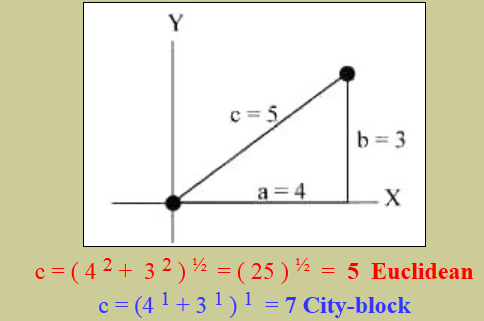 Y
c = 5
b = 3
a = 4
X
c = ( 4 ² + 3 ² ) ½ = ( 25 ) ½ = 5 Euclidean
c = (4 ¹ + 3 ¹ ) ¹ = 7 City-block